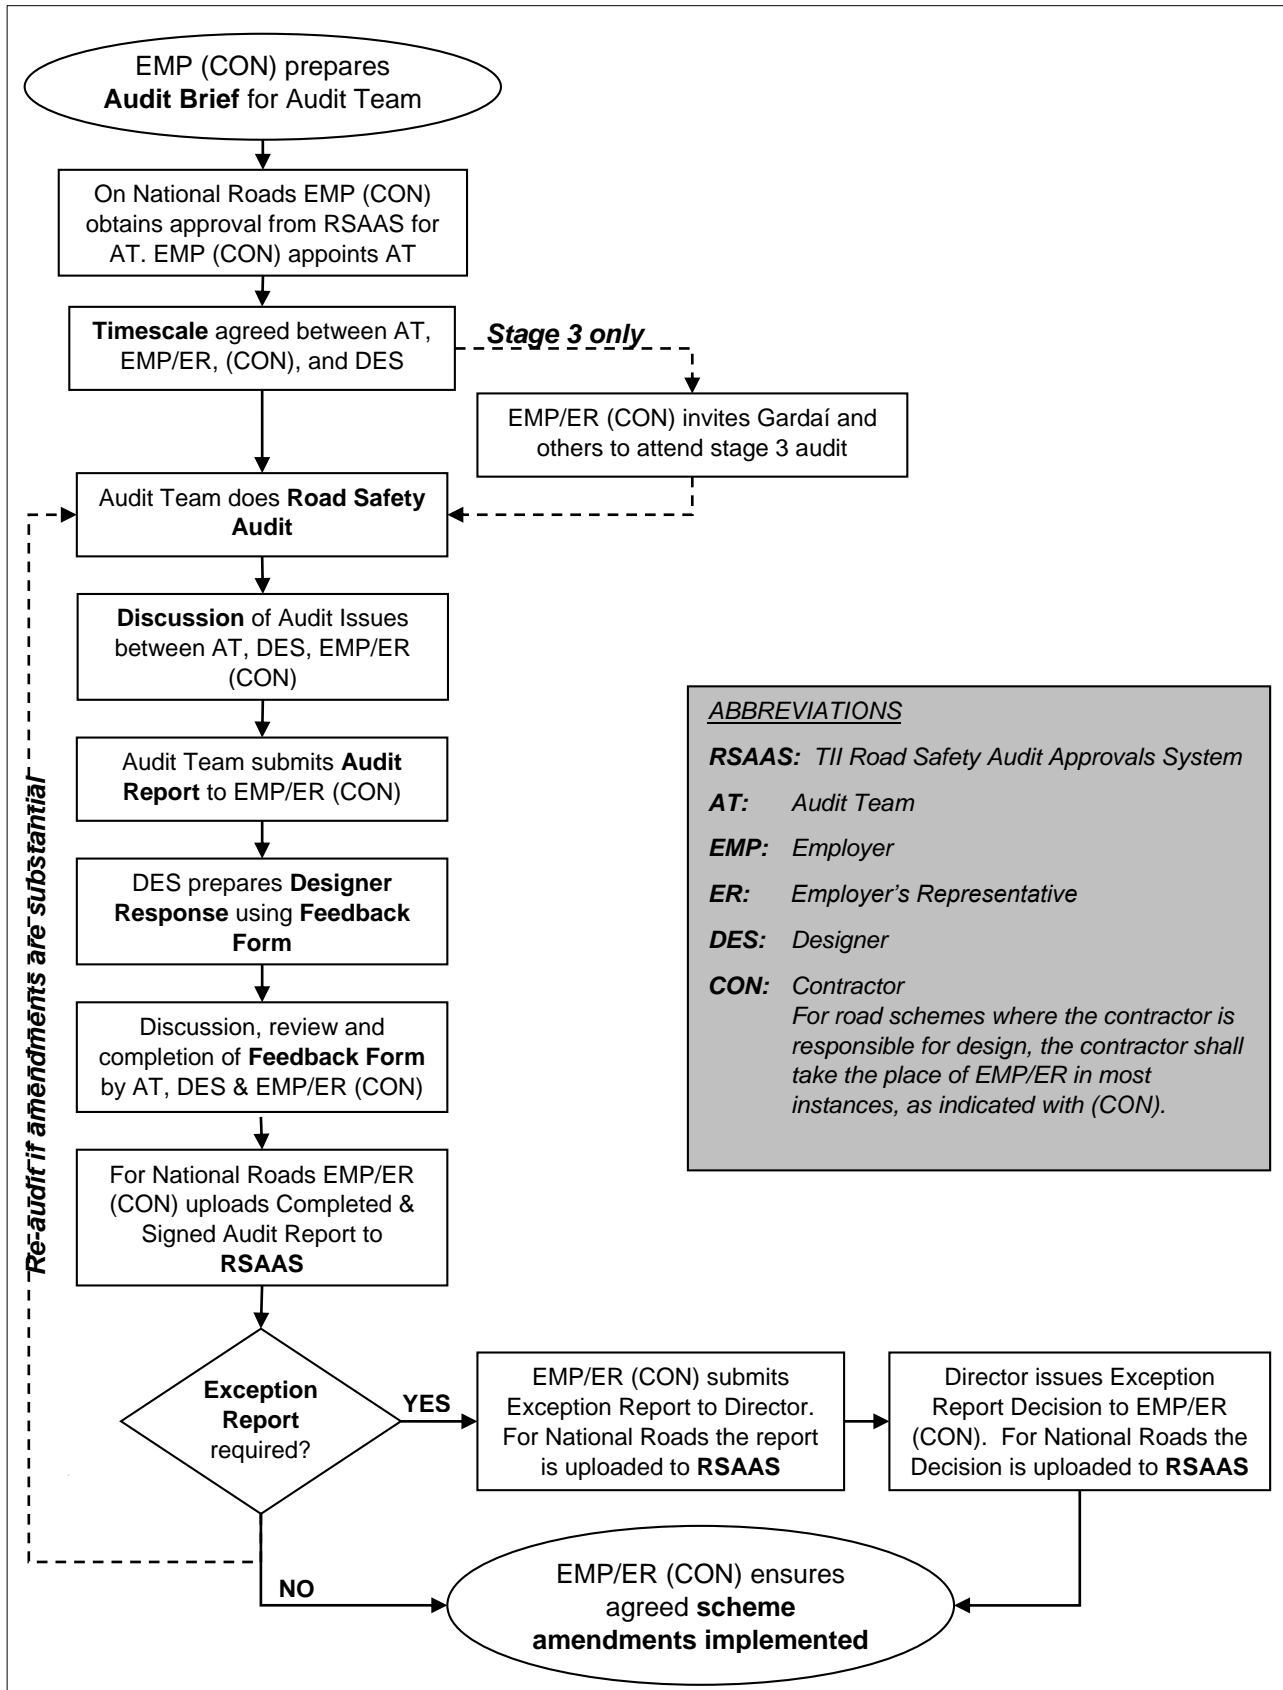 EMP (CON) prepares
Audit Brief for Audit Team
On National Roads EMP (CON)
obtains approval from RSAAS for
AT. EMP (CON) appoints AT
Timescale agreed between AT,
EMP/ER, (CON), and DES
Stage 3 only
EMP/ER (CON) invites Gardaí and
others to attend stage 3 audit
Audit Team does Road Safety
Audit
Discussion of Audit Issues
between AT, DES, EMP/ER
(CON)
Audit Team submits Audit
Report to EMP/ER (CON)
DES prepares Designer
Response using Feedback
Form
Discussion, review and
completion of Feedback Form
by AT, DES & EMP/ER (CON)
For National Roads EMP/ER
(CON) uploads Completed &
Signed Audit Report to
RSAAS
Re-audit if amendments are substantial
ABBREVIATIONS
RSAAS: TII Road Safety Audit Approvals System
AT: Audit Team
EMP: Employer
ER: Employer's Representative
DES: Designer
CON: Contractor
For road schemes where the contractor is
responsible for design, the contractor shall
take the place of EMP/ER in most
instances, as indicated with (CON).
Exception
Report
required?
YES
EMP/ER (CON) submits
Exception Report to Director.
For National Roads the report
is uploaded to RSAAS
Director issues Exception
Report Decision to EMP/ER
(CON). For National Roads the
Decision is uploaded to RSAAS
NO
EMP/ER (CON) ensures
agreed scheme
amendments implemented